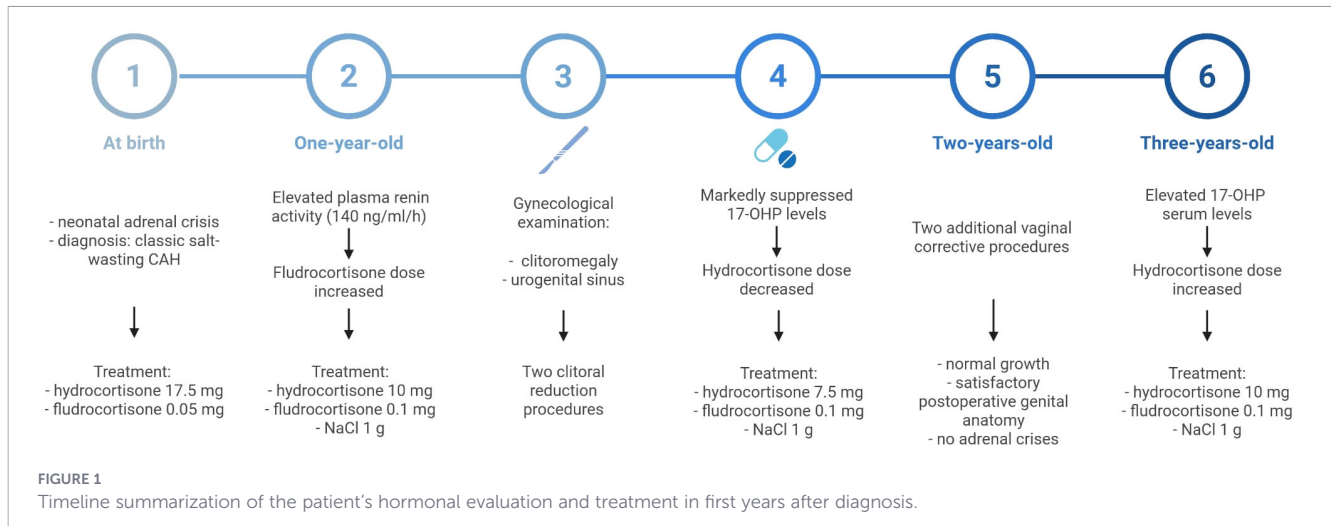 1
At birth
- neonatal adrenal crisis
- diagnosis: classic salt-
wasting CAH
Treatment:
- hydrocortisone 17.5 mg
- fludrocortisone 0.05 mg
2
One-year-old
Elevated plasma renin
activity (140 ng/ml/h)
Fludrocortisone dose
increased
Treatment:
- hydrocortisone 10 mg
- fludrocortisone 0.1 mg
- NaCl 1 g
3
Gynecological
examination:
- clitoromegaly
- urogenital sinus
Two clitoral
reduction
procedures
4
Markedly suppressed
17-OHP levels
Hydrocortisone dose
decreased
Treatment:
- hydrocortisone 7.5 mg
- fludrocortisone 0.1 mg
- NaCl 1 g
5
Two-years-old
Two additional vaginal
corrective procedures
- normal growth
- satisfactory
postoperative genital
anatomy
- no adrenal crises
6
Three-years-old
Elevated 17-OHP
serum levels
Hydrocortisone dose
increased
Treatment:
- hydrocortisone 10 mg
- fludrocortisone 0.1 mg
- NaCl 1 g
FIGURE 1
Timeline summarization of the patient's hormonal evaluation and treatment in first years after diagnosis.